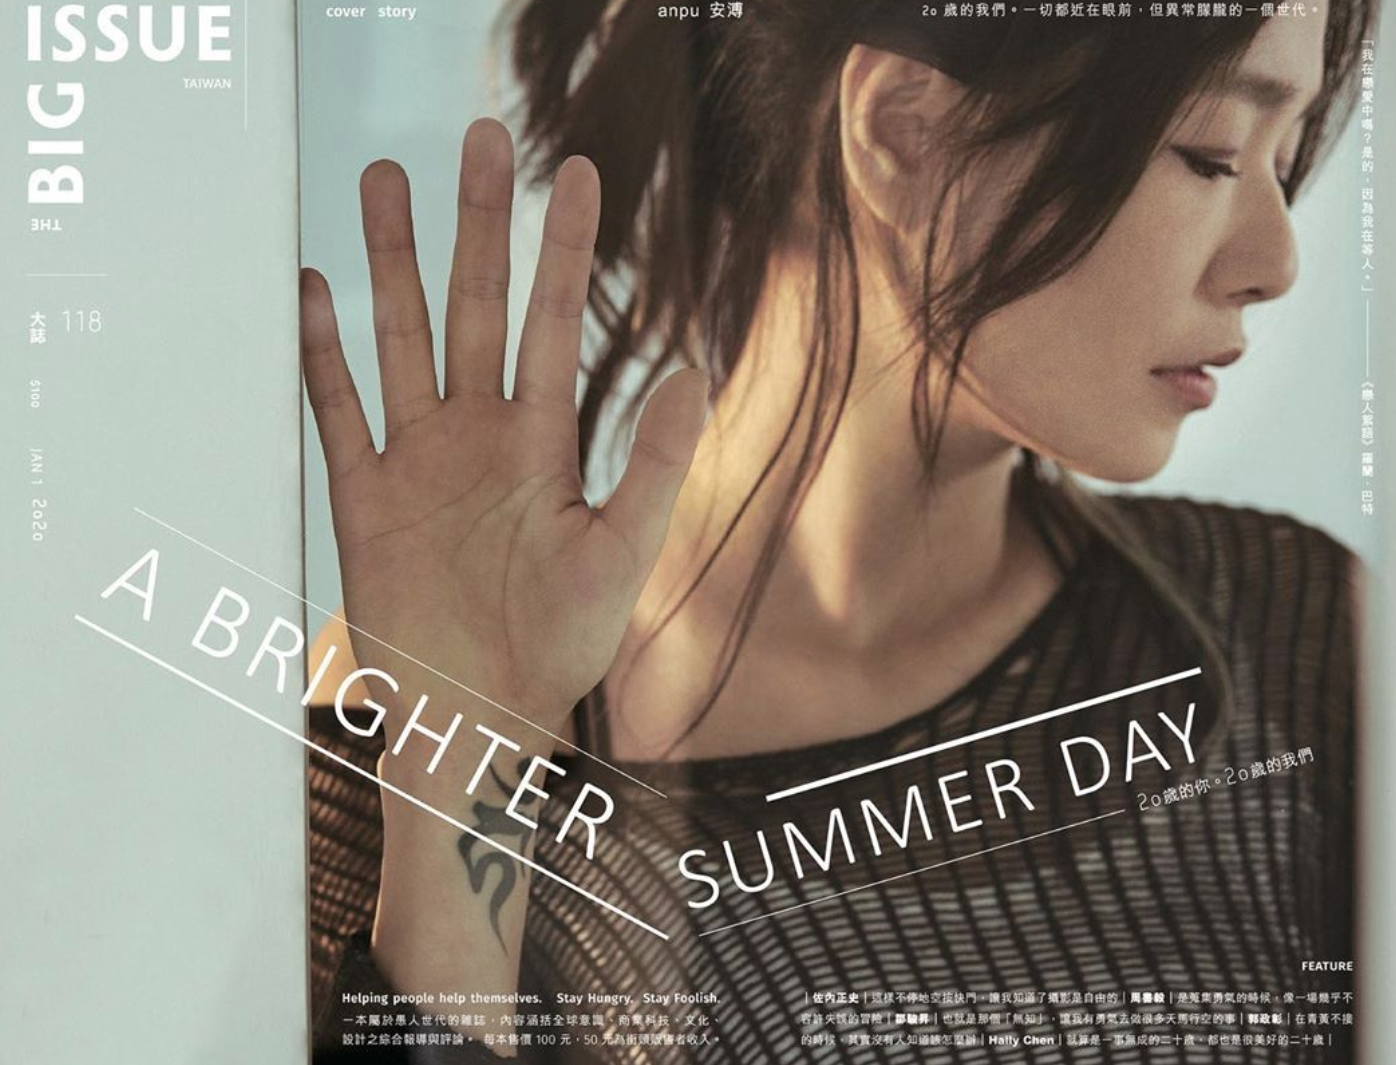 THE BIG ISSUE
TAIWAN
大誌 118
$100
JAN 1 2020
cover story
anpu 安溥
20 歲的我們。一切都近在眼前，但異常朦朧的一個世代。
「我在戀愛中嗎？是的，因為我在等人。」——《戀人絮語》羅蘭．巴特
A BRIGHTER
SUMMER DAY
20歲的你。20歲的我們
Helping people help themselves. Stay Hungry. Stay Foolish.
一本屬於愚人世代的雜誌，內容涵括全球意識、商業科技、文化、
設計之綜合報導與評論。 每本售價 100 元，50 元為街頭販售者收入。
FEATURE
｜佐內正史｜這樣不停地空按快門，讓我知道了攝影是自由的｜馬世芳｜是蒐集勇氣的時候，像一場幾乎不
容許失誤的冒險｜鄒駿昇｜也就是那個「無知」，讓我有勇氣去做很多天馬行空的事｜郭政彰｜在青黃不接
的時候，其實沒有人知道該怎麼辦｜Hally Chen｜就算是一事無成的二十歲，都也是很美好的二十歲｜